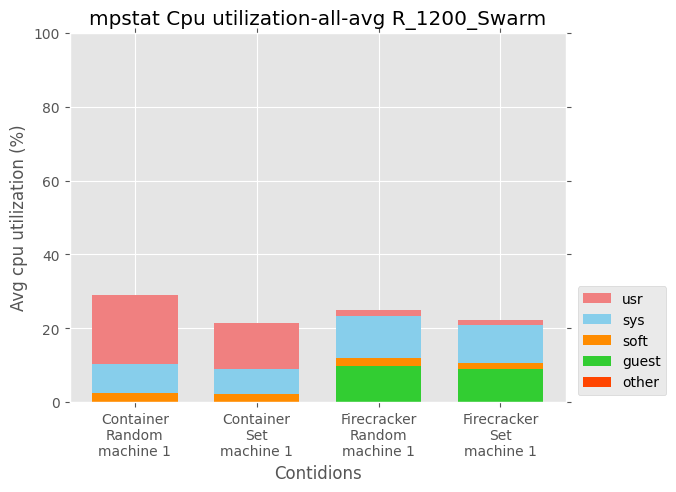 mpstat Cpu utilization-all-avg R_1200_Swarm
Avg cpu utilization (%)
100
80
60
40
20
0
Container
Random
machine 1
Container
Set
machine 1
Firecracker
Random
machine 1
Firecracker
Set
machine 1
Contidions
usr
sys
soft
guest
other